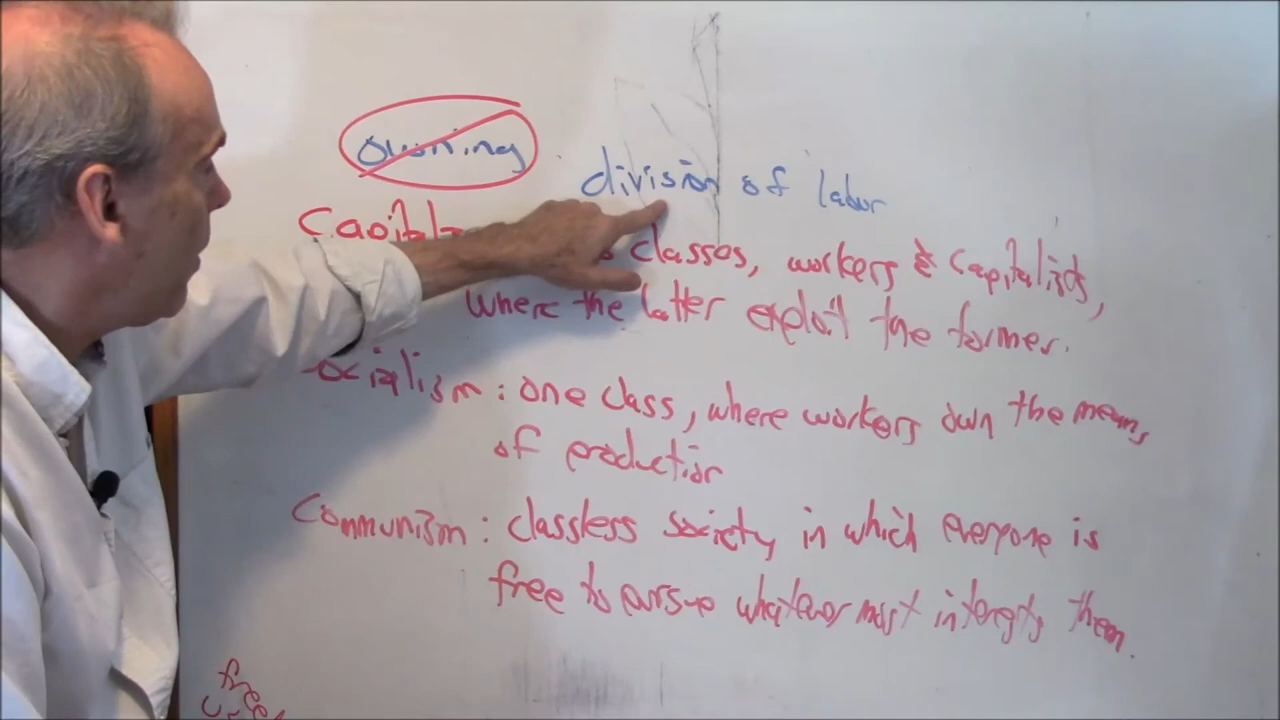 owning
division of labor
classes, workers & capitalists,
where the latter exploit the former.
ocialism: one class, where workers own the means
of production
Communism: classless society in which everyone is
free to pursue whatever most interests them.
free